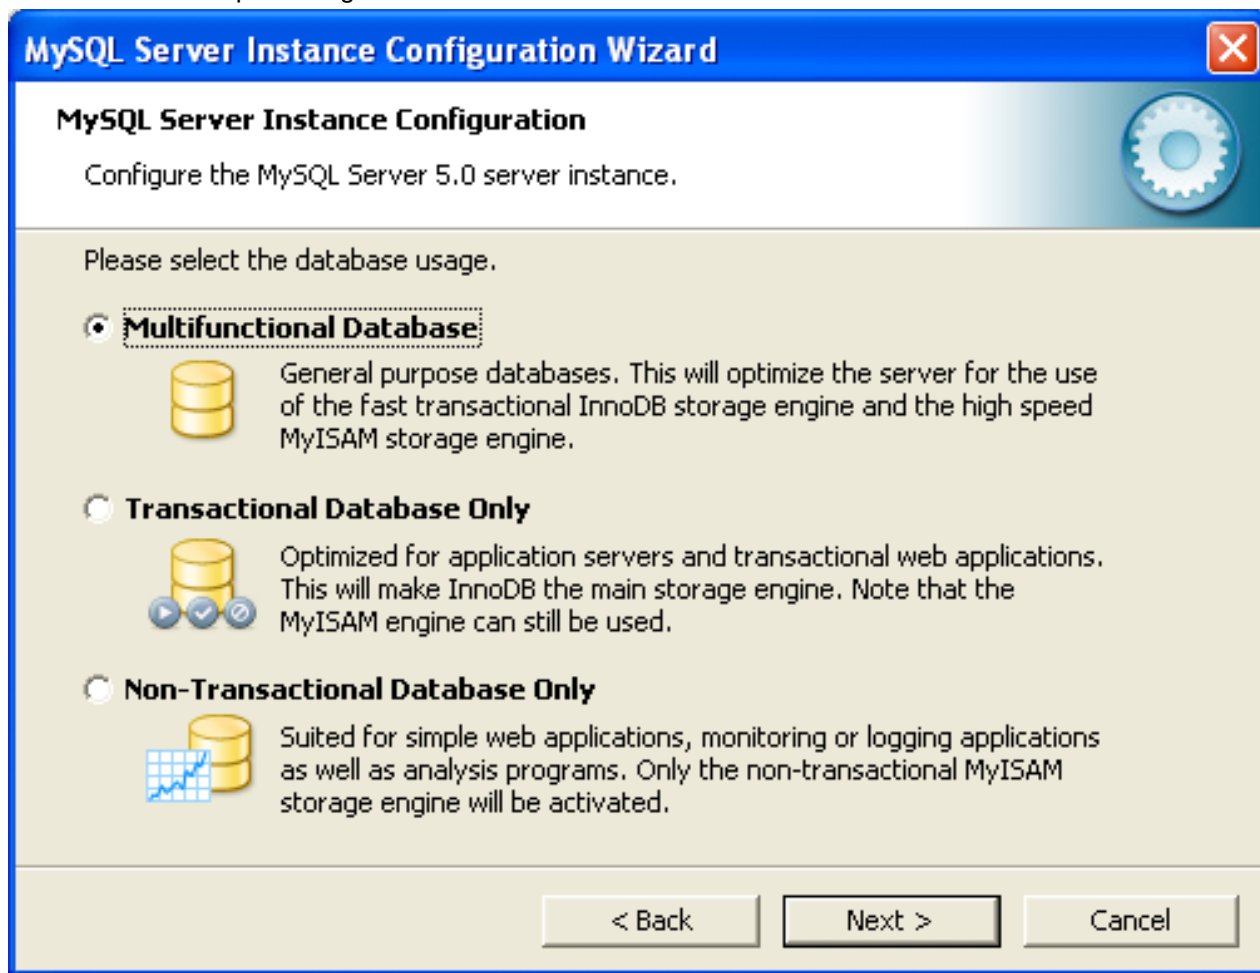 MySQL Server Instance Configuration Wizard
MySQL Server Instance Configuration
Configure the MySQL Server 5.0 server instance.
Please select the database usage.
Multifunctional Database
General purpose databases. This will optimize the server for the use
of the fast transactional InnoDB storage engine and the high speed
MyISAM storage engine.
Transactional Database Only
Optimized for application servers and transactional web applications.
This will make InnoDB the main storage engine. Note that the
MyISAM engine can still be used.
Non-Transactional Database Only
Suited for simple web applications, monitoring or logging applications
as well as analysis programs. Only the non-transactional MyISAM
storage engine will be activated.
< Back
Next >
Cancel